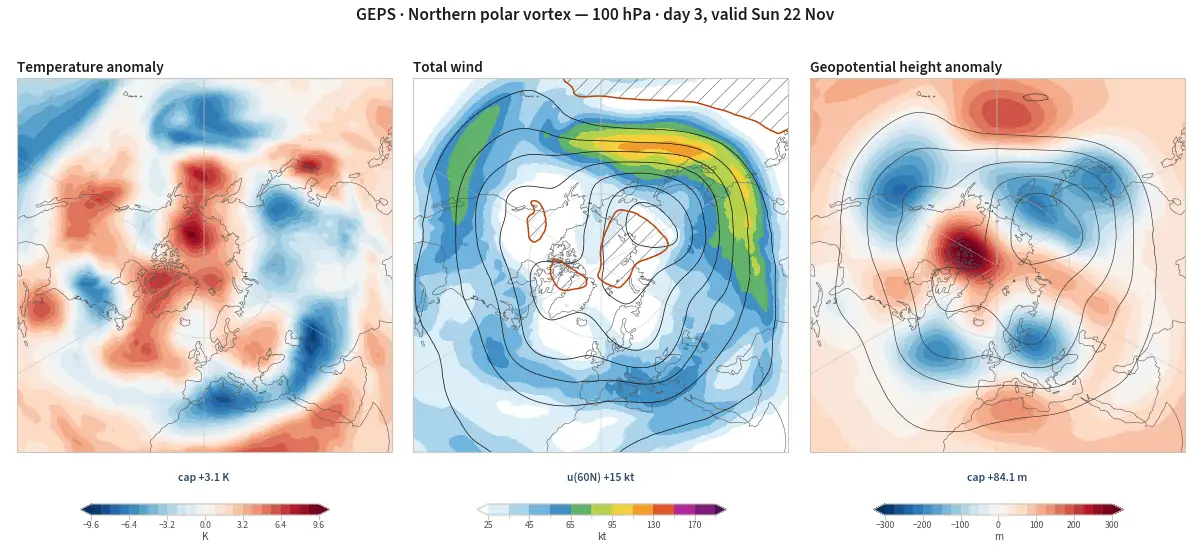 GEPS · Northern polar vortex — 100 hPa · day 3, valid Sun 22 Nov
Temperature anomaly
Total wind
Geopotential height anomaly
cap +3.1 K
u(60N) +15 kt
cap +84.1 m
−9.6 −6.4 −3.2 0.0 3.2 6.4 9.6
K
25 45 65 95 130 170
kt
−300 −200 −100 0 100 200 300
m